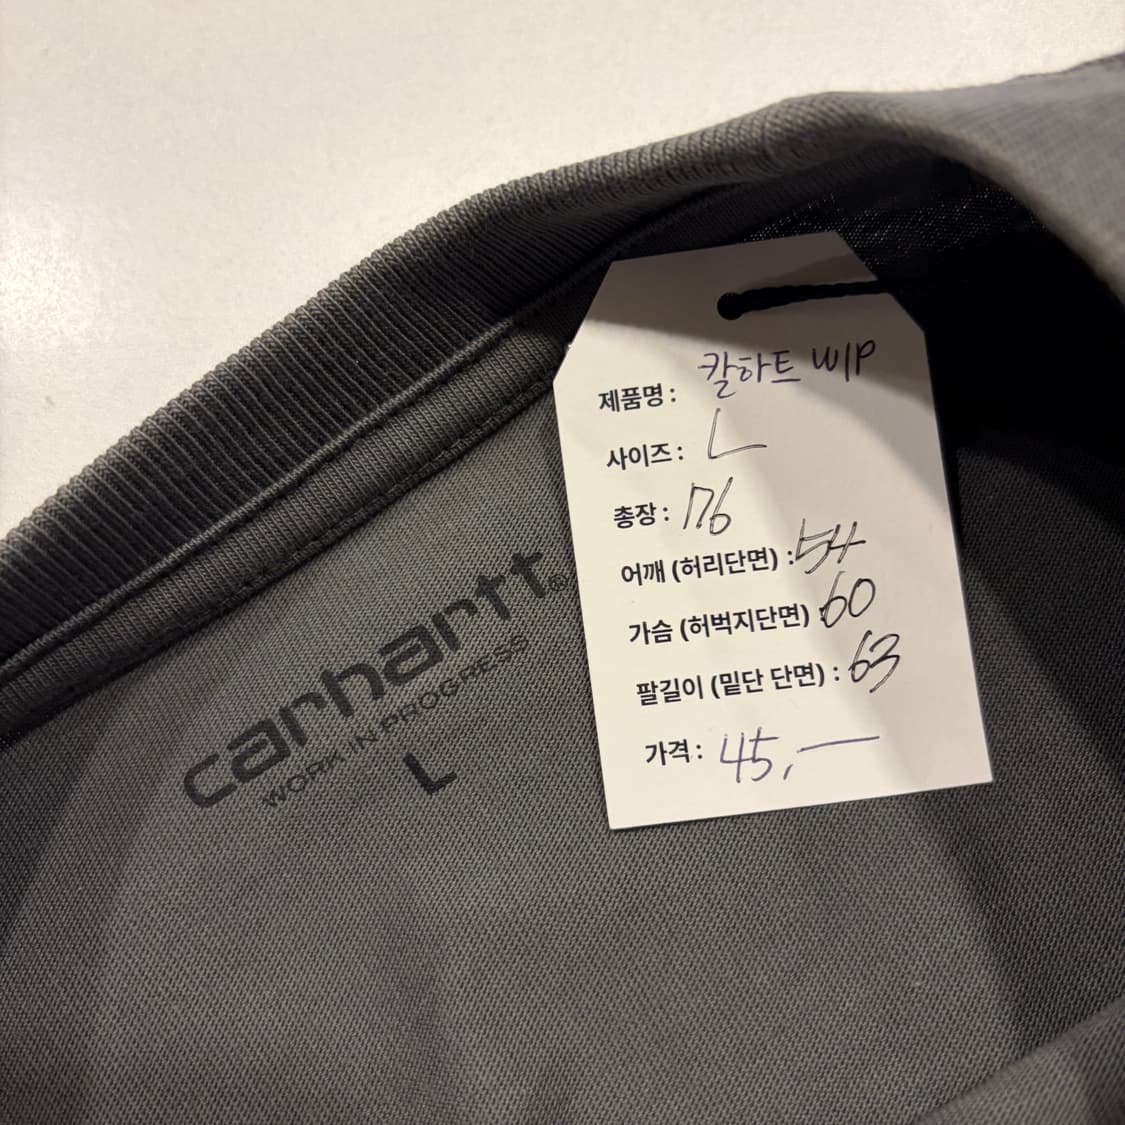 제품명 : 칼하트 WIP
사이즈 : L
총장 : 76
어깨 (허리단면) : 54
가슴 (허벅지단면) : 60
팔길이 (밑단 단면) : 63
가격 : 45,—
carhartt®
WORK IN PROGRESS
L